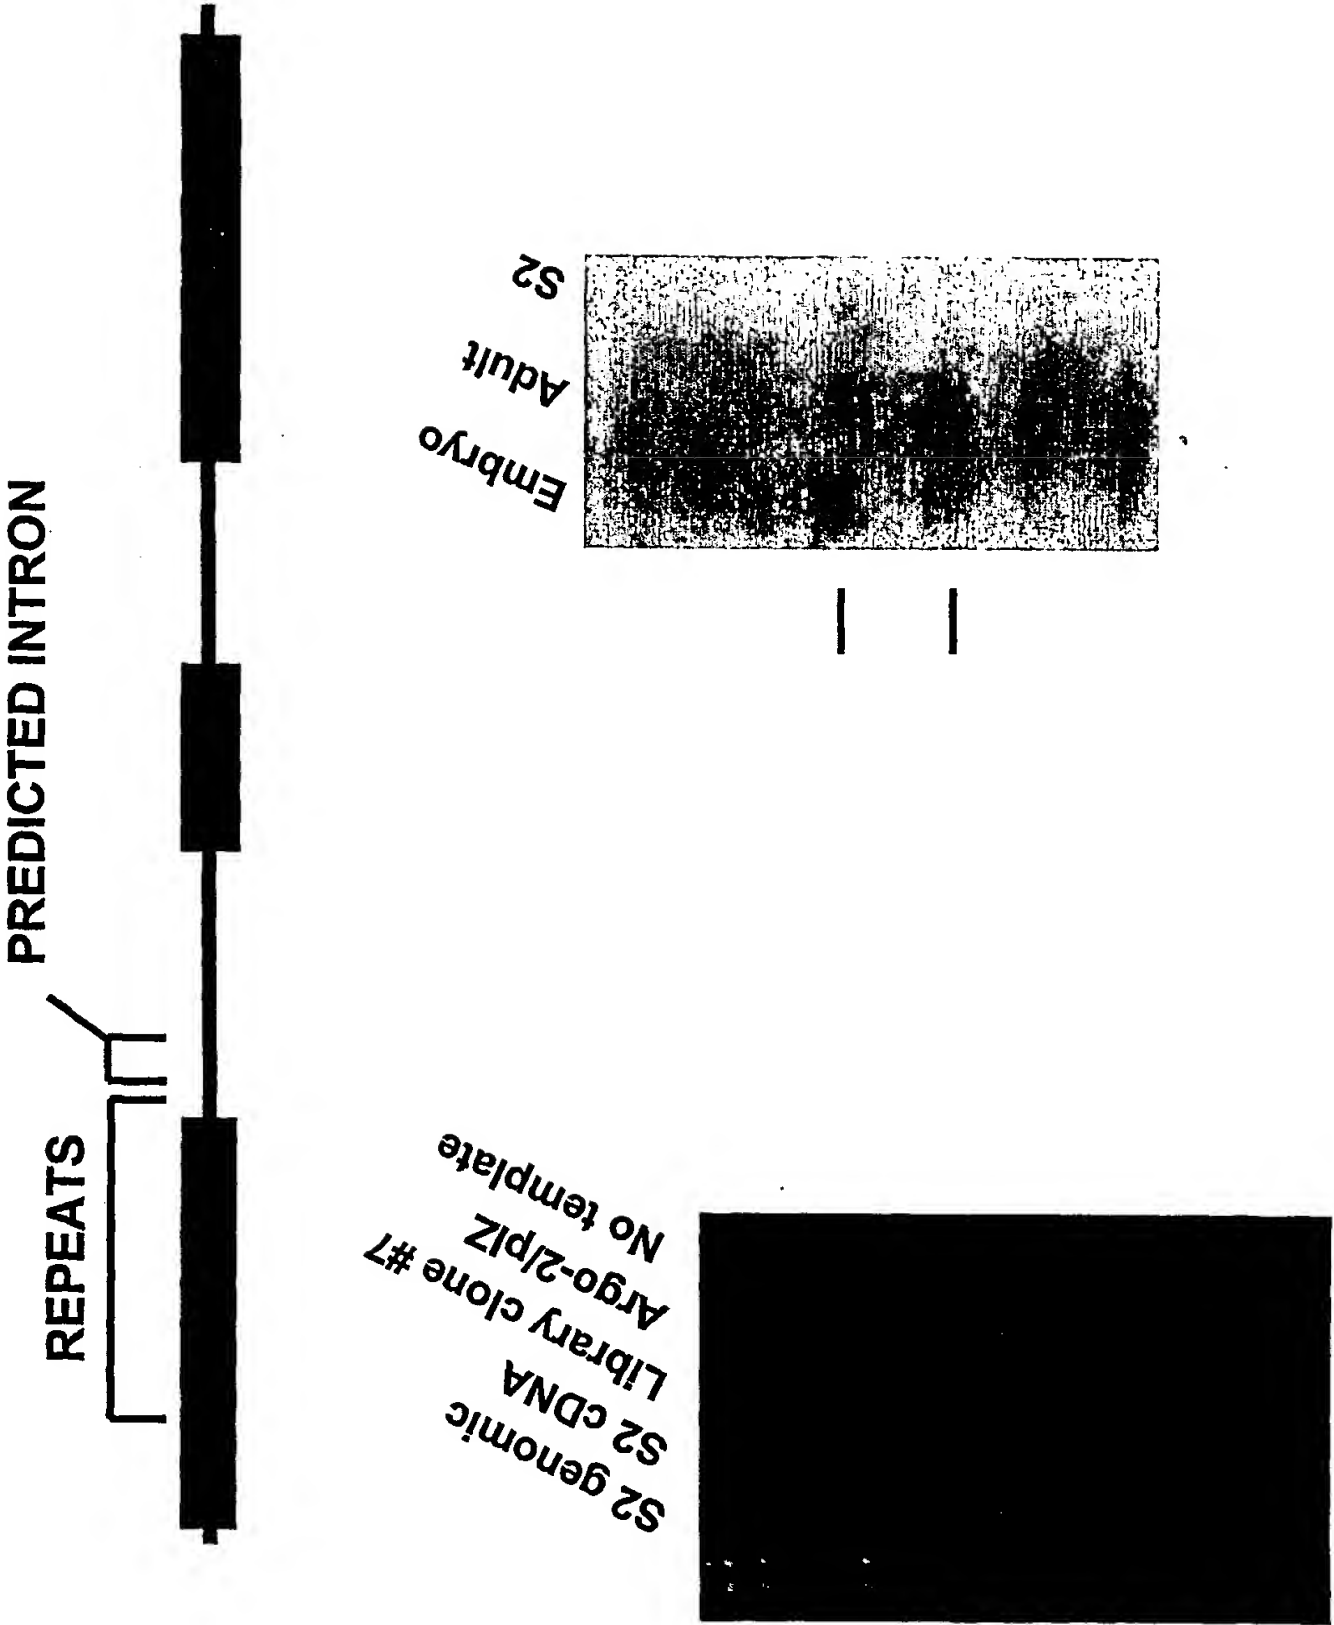 REPEATS
PREDICTED INTRON
S2 genomic
S2 cDNA
Library clone #7
Argo-2/pIZ
No template
Embryo
Adult
S2